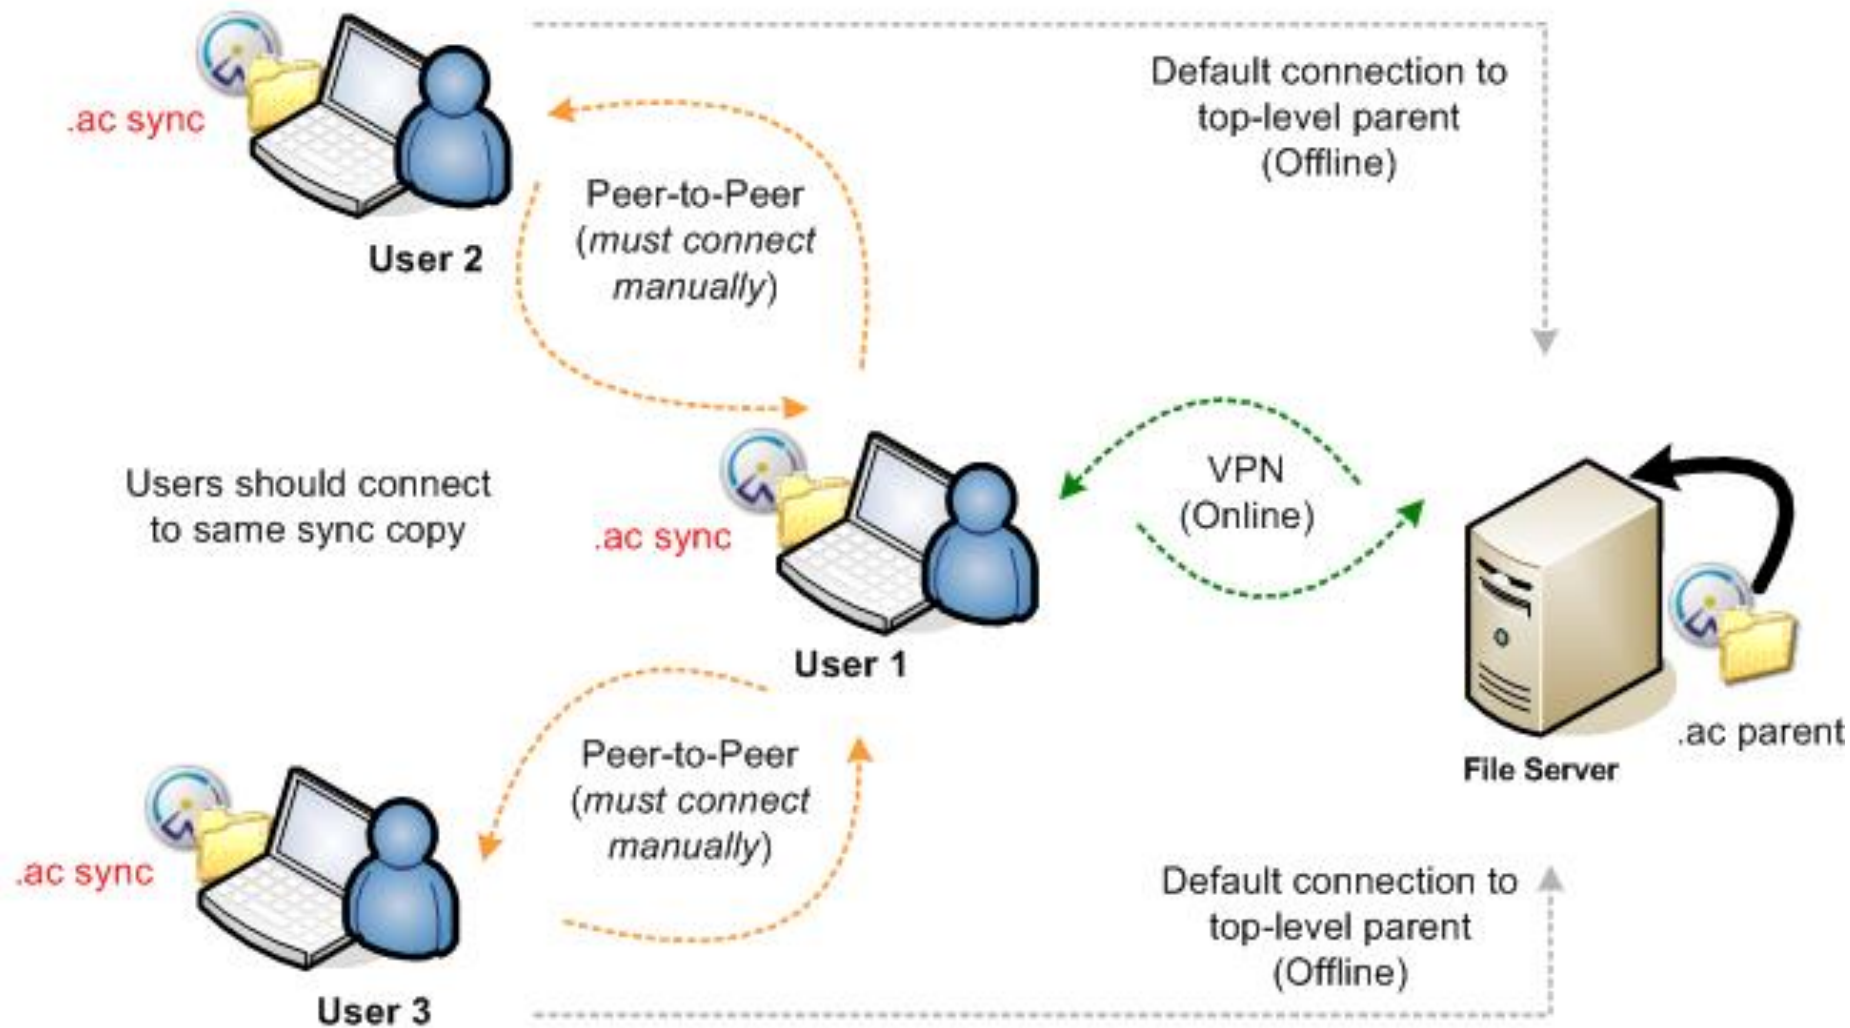 .ac sync
User 2
Peer-to-Peer
(must connect
manually)
Default connection to
top-level parent
(Offline)
Users should connect
to same sync copy
.ac sync
User 1
VPN
(Online)
.ac parent
File Server
Peer-to-Peer
(must connect
manually)
.ac sync
User 3
Default connection to
top-level parent
(Offline)